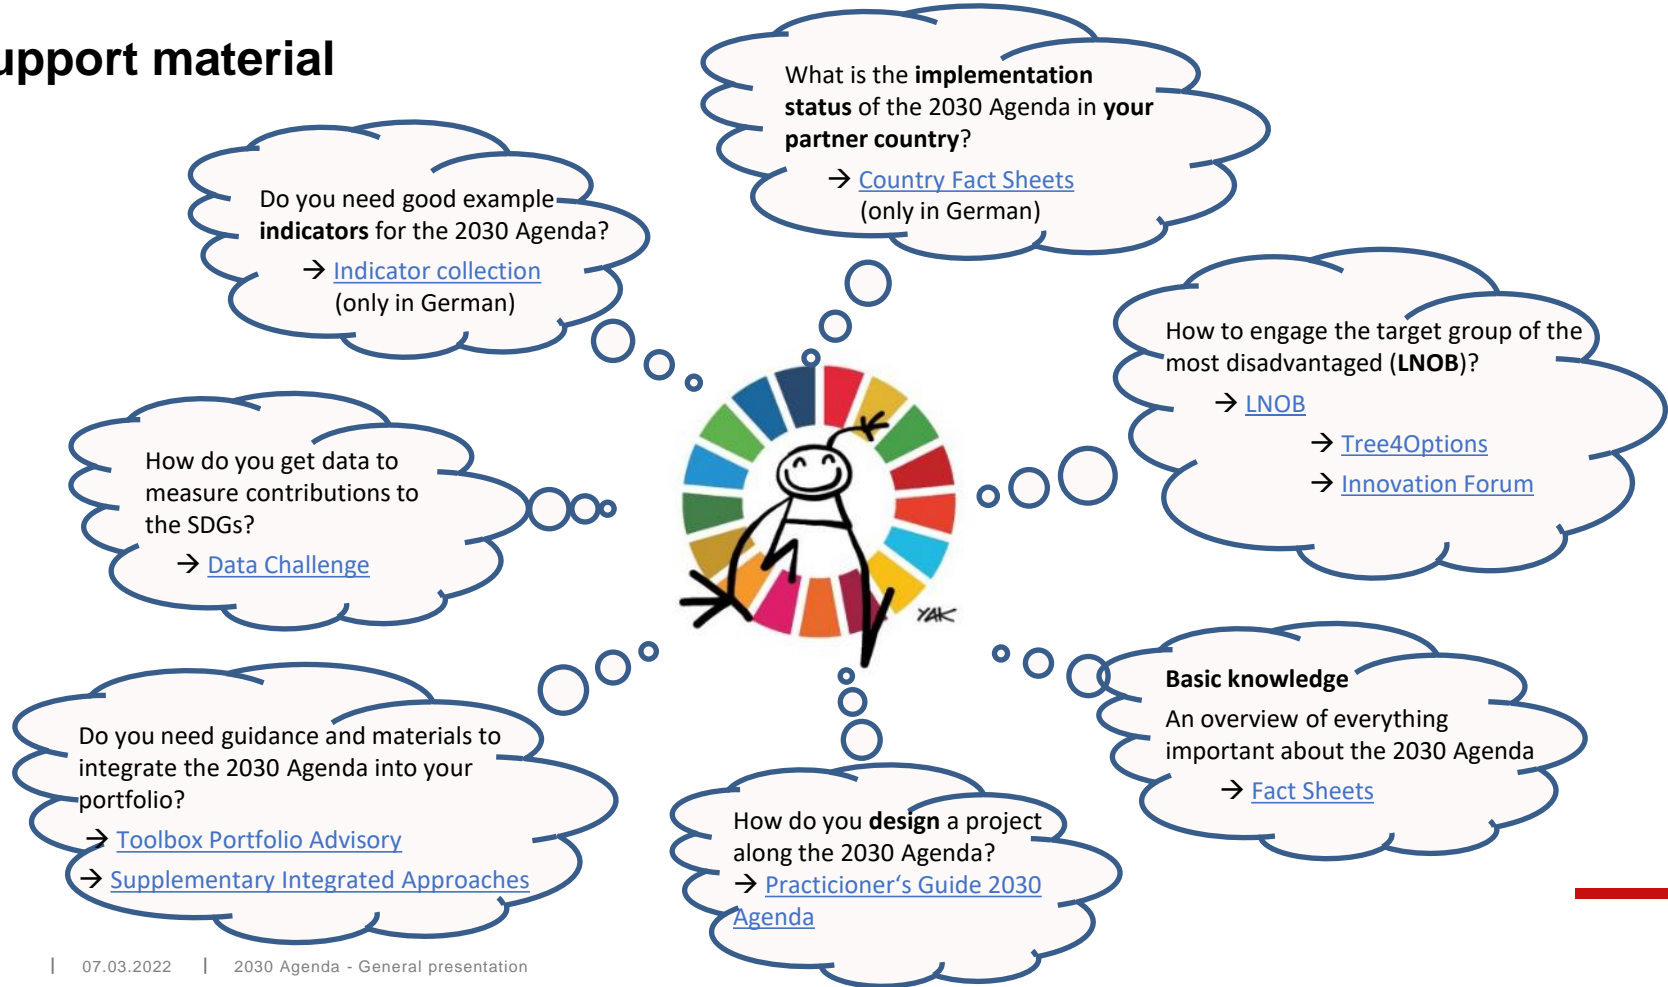 upport material
What is the implementation
status of the 2030 Agenda in your
partner country?
→ Country Fact Sheets
(only in German)
Do you need good example
indicators for the 2030 Agenda?
→ Indicator collection
(only in German)
How to engage the target group of the
most disadvantaged (LNOB)?
→ LNOB
→ Tree4Options
→ Innovation Forum
How do you get data to
measure contributions to
the SDGs?
→ Data Challenge
YAK
Basic knowledge
An overview of everything
important about the 2030 Agenda
→ Fact Sheets
Do you need guidance and materials to
integrate the 2030 Agenda into your
portfolio?
→ Toolbox Portfolio Advisory
→ Supplementary Integrated Approaches
How do you design a project
along the 2030 Agenda?
→ Practicioner‘s Guide 2030
Agenda
| 07.03.2022 | 2030 Agenda - General presentation